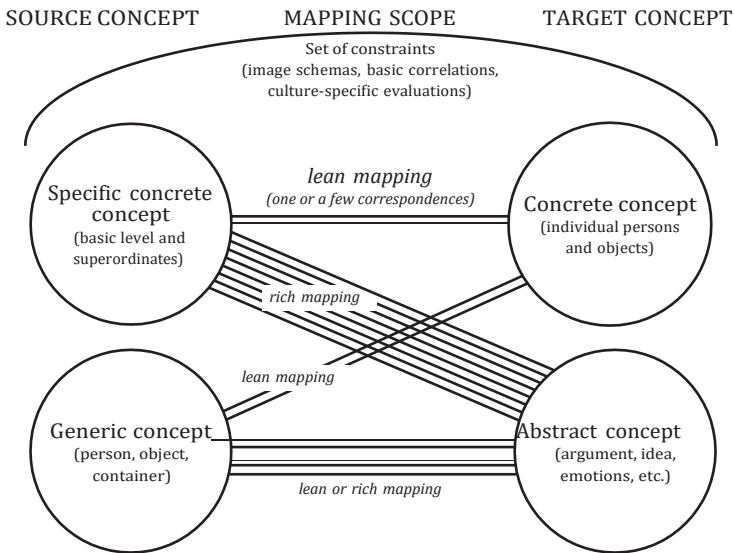 SOURCE CONCEPT MAPPING SCOPE TARGET CONCEPT
Set of constraints
(image schemas, basic correlations,
culture-specific evaluations)
lean mapping
(one or a few correspondences)
Specific concrete
concept
(basic level and
superordinates)
Concrete concept
(individual persons
and objects)
rich mapping
lean mapping
Generic concept
(person, object,
container)
Abstract concept
(argument, idea,
emotions, etc.)
lean or rich mapping